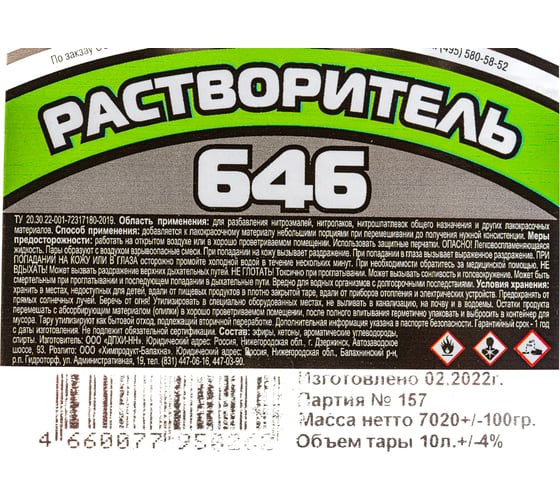 По заказу О
(495) 580-58-52
РАСТВОРИТЕЛЬ
646
ТУ 20.30.22-001-72317180-2019. Область применения: для разбавления нитроэмалей, нитролаков, нитрошпатлевок общего назначения и других лакокрасочных
материалов. Способ применения: добавляется к лакокрасочному материалу небольшими порциями при перемешивании до получения нужной консистенции. Меры
предосторожности: работать на открытом воздухе или в хорошо проветриваемом помещении. Использовать защитные перчатки. ОПАСНО! Легковоспламеняющаяся
жидкость. Пары образуют с воздухом взрывоопасные смеси. При попадании на кожу вызывает раздражение. При попадании в глаза вызывает выраженное раздражение. ПРИ
ПОПАДАНИИ НА КОЖУ ИЛИ В ГЛАЗА осторожно промойте холодной водой в течение нескольких минут. При необходимости обратитесь за медицинской помощью. НЕ
ВДЫХАТЬ! Может вызвать раздражение верхних дыхательных путей. НЕ ГЛОТАТЬ! Токсично при проглатывании. Может вызывать сонливость и головокружение. Может быть
смертельным при проглатывании и последующем попадании в дыхательные пути. Вредно для водных организмов с долгосрочными последствиями. Условия хранения:
хранить в емкости, в недоступных для детей местах, вдали от пищевых продуктов в плотно закрытой таре, вдали от приборов отопления и электрических устройств. Предохранять от
прямых солнечных лучей. Беречь от огня! Утилизировать в специально оборудованных местах, не выливать в канализацию, водоемы, почву. Остатки растворителя
перемешать с абсорбирующим материалом (опилки) в хорошо проветриваемом помещении, после полного впитывания герметично упаковать и выбросить в контейнер для
мусора. Тару утилизировать как бытовой отход, подлежащий вторичной переработке. Дополнительная информация указана в паспорте безопасности. Гарантийный срок - 1 год
с даты изготовления. Не подлежит обязательной сертификации. Состав: эфиры, кетоны, ароматические углеводороды,
спирты. Изготовитель: ООО «ДПХИ-НН». Юридический адрес: Россия, Нижегородская обл., г. Дзержинск, Автозаводское
шоссе, 93. Розлито: ООО «Химпродукт-Балахна». Юридический адрес: Россия, Нижегородская обл., Балахнинский р-н,
р.п. Гидроторф, ул. Административная, 19, тел. (831) 447-06-16, 447-03-90.
Изготовлено 02.2022г.
Партия № 157
Масса нетто 7020+/-100гр.
Объем тары 10л.+/-4%
4 660077 950268